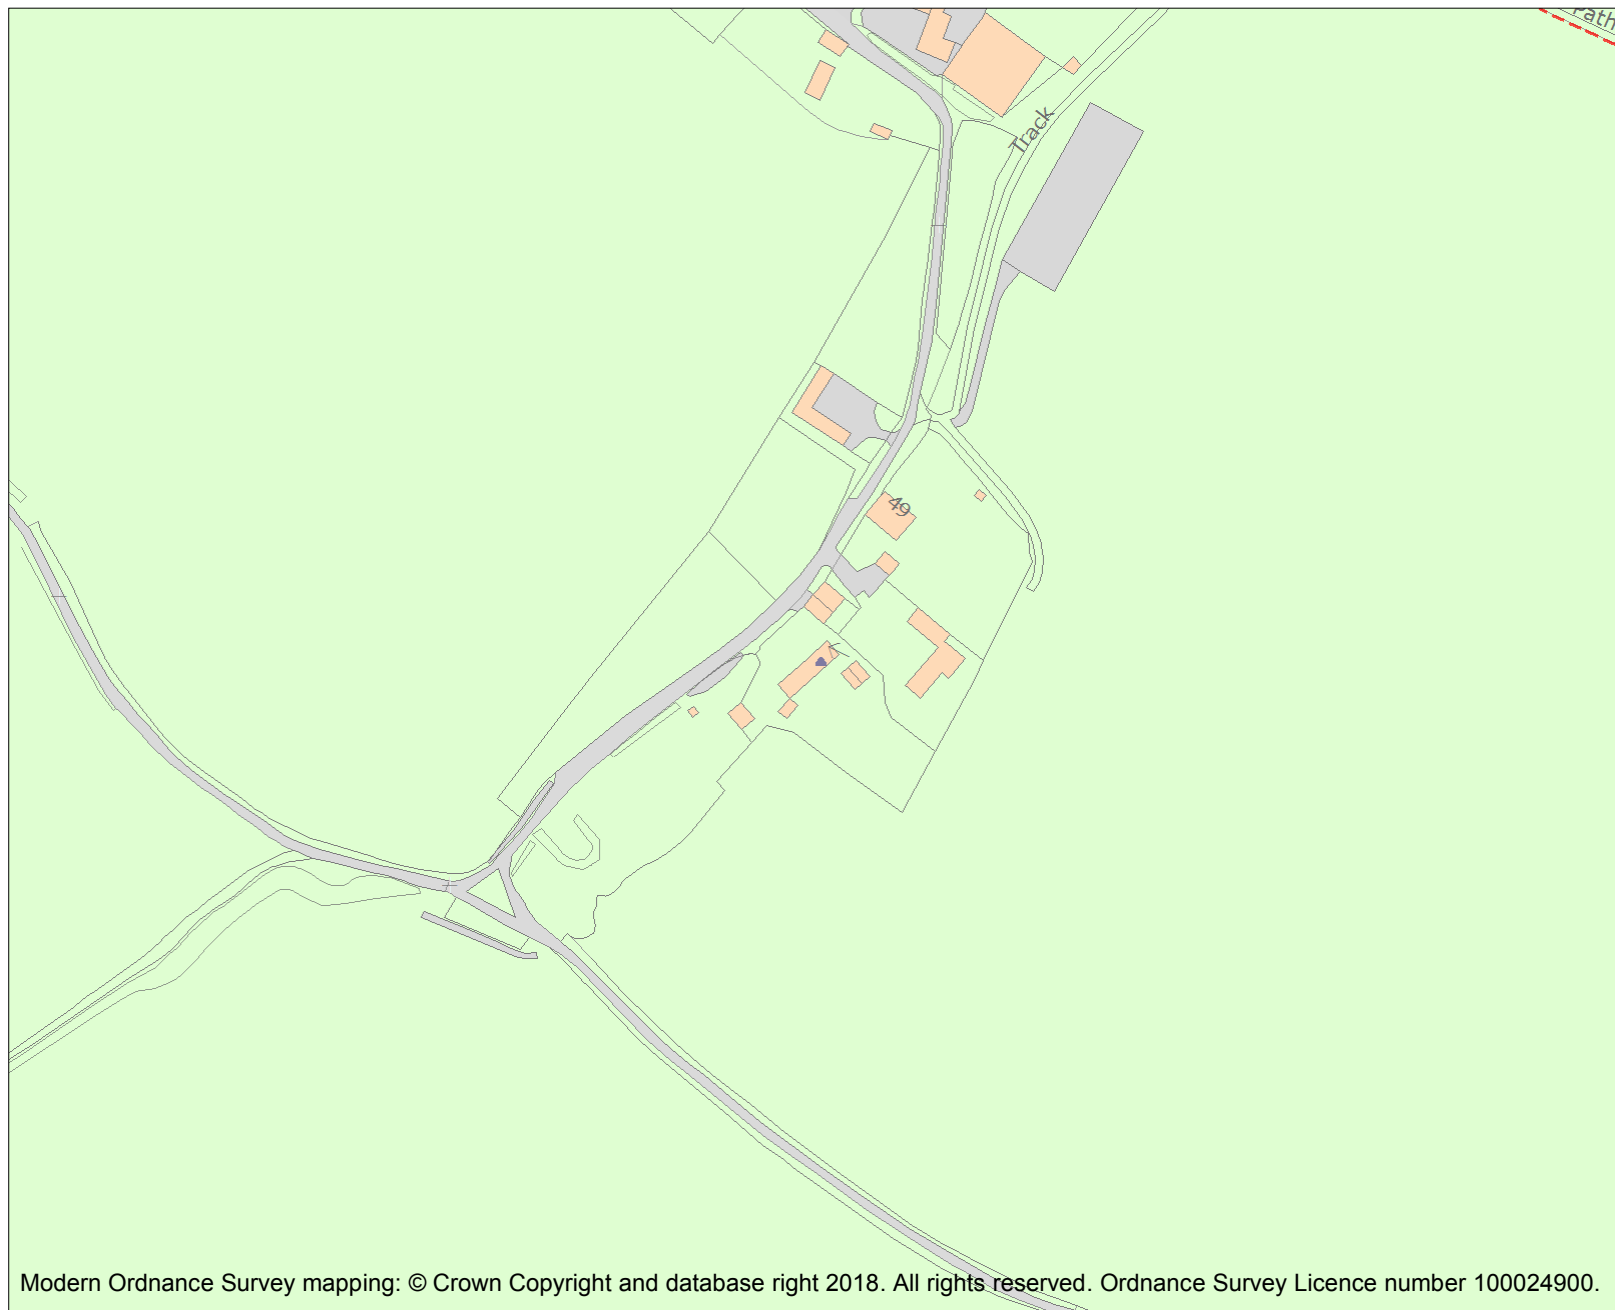 Path
Track
49
Modern Ordnance Survey mapping: © Crown Copyright and database right 2018. All rights reserved. Ordnance Survey Licence number 100024900.